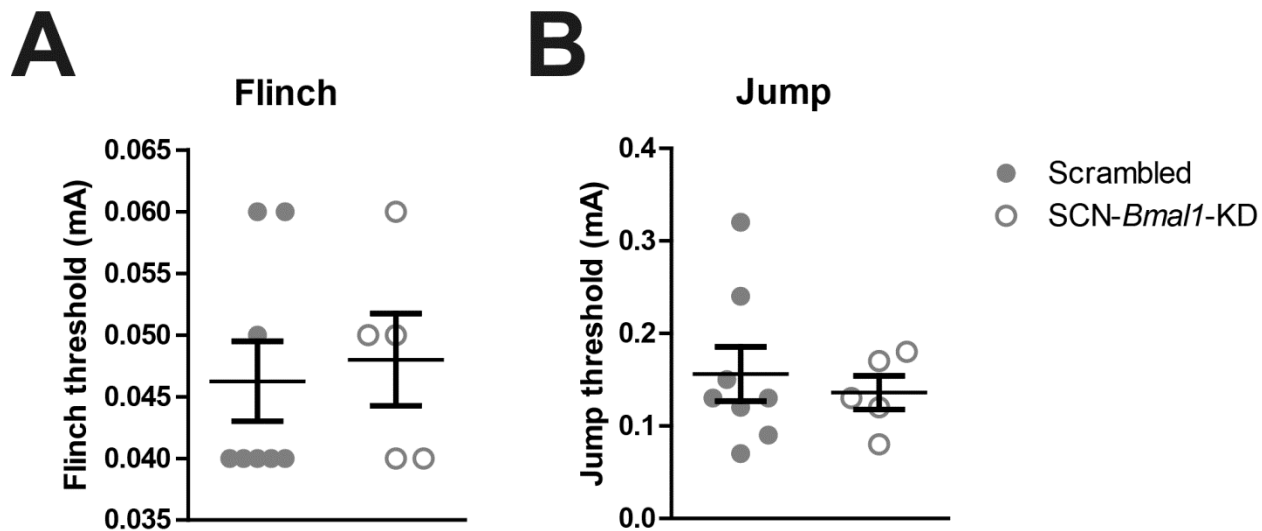 A
Flinch
Flinch threshold (mA)
0.065
0.060
0.055
0.050
0.045
0.040
0.035
B
Jump
Jump threshold (mA)
0.4
0.3
0.2
0.1
0.0
Scrambled
SCN-Bmal1-KD